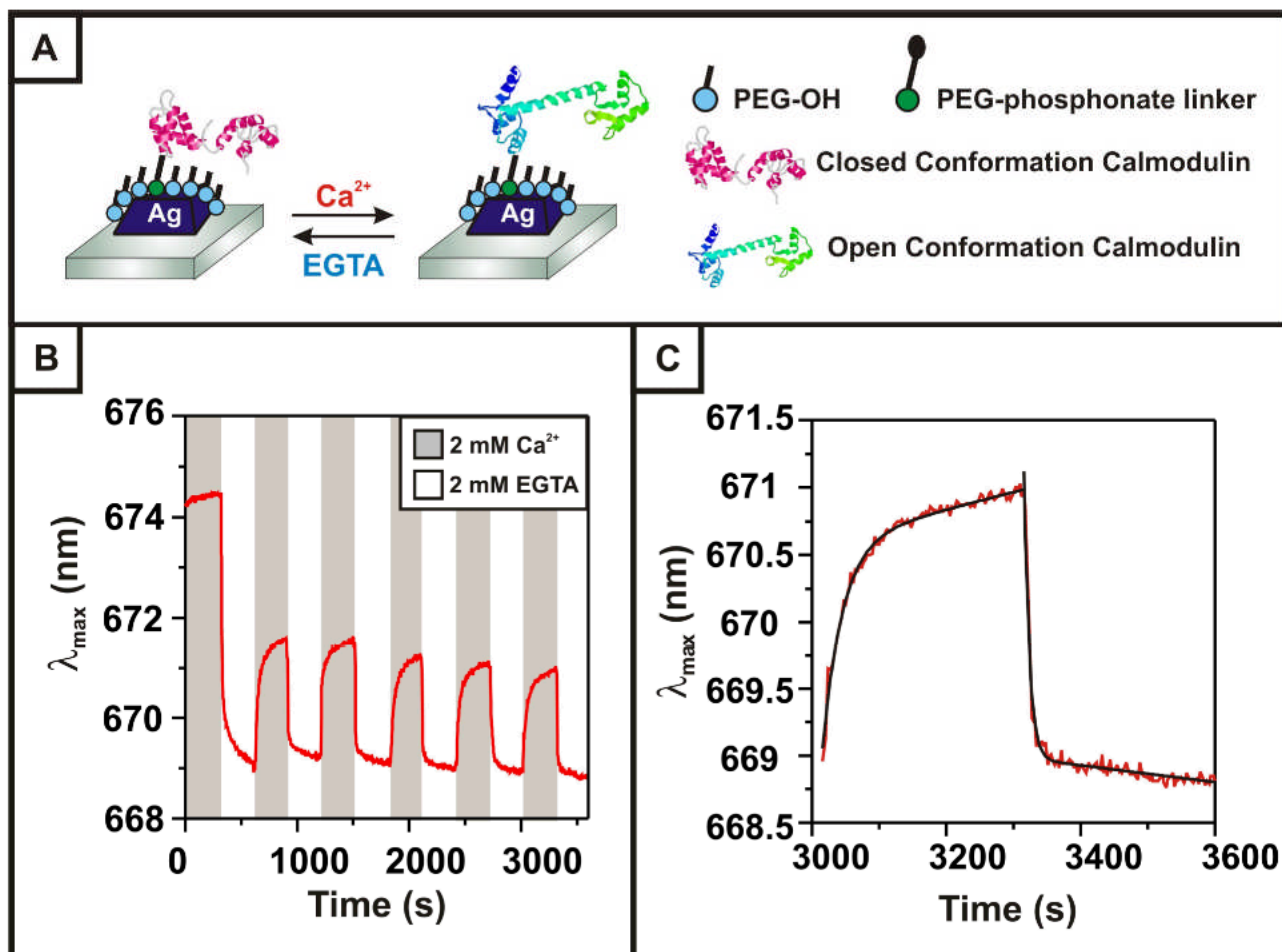 A
PEG-OH
PEG-phosphonate linker
Closed Conformation Calmodulin
Ag
Ca²⁺
EGTA
Ag
Open Conformation Calmodulin
B
676
674
672
670
668
λmax (nm)
2 mM Ca²⁺
2 mM EGTA
0
1000
2000
3000
Time (s)
C
671.5
671
670.5
670
669.5
669
668.5
λmax (nm)
3000
3200
3400
3600
Time (s)